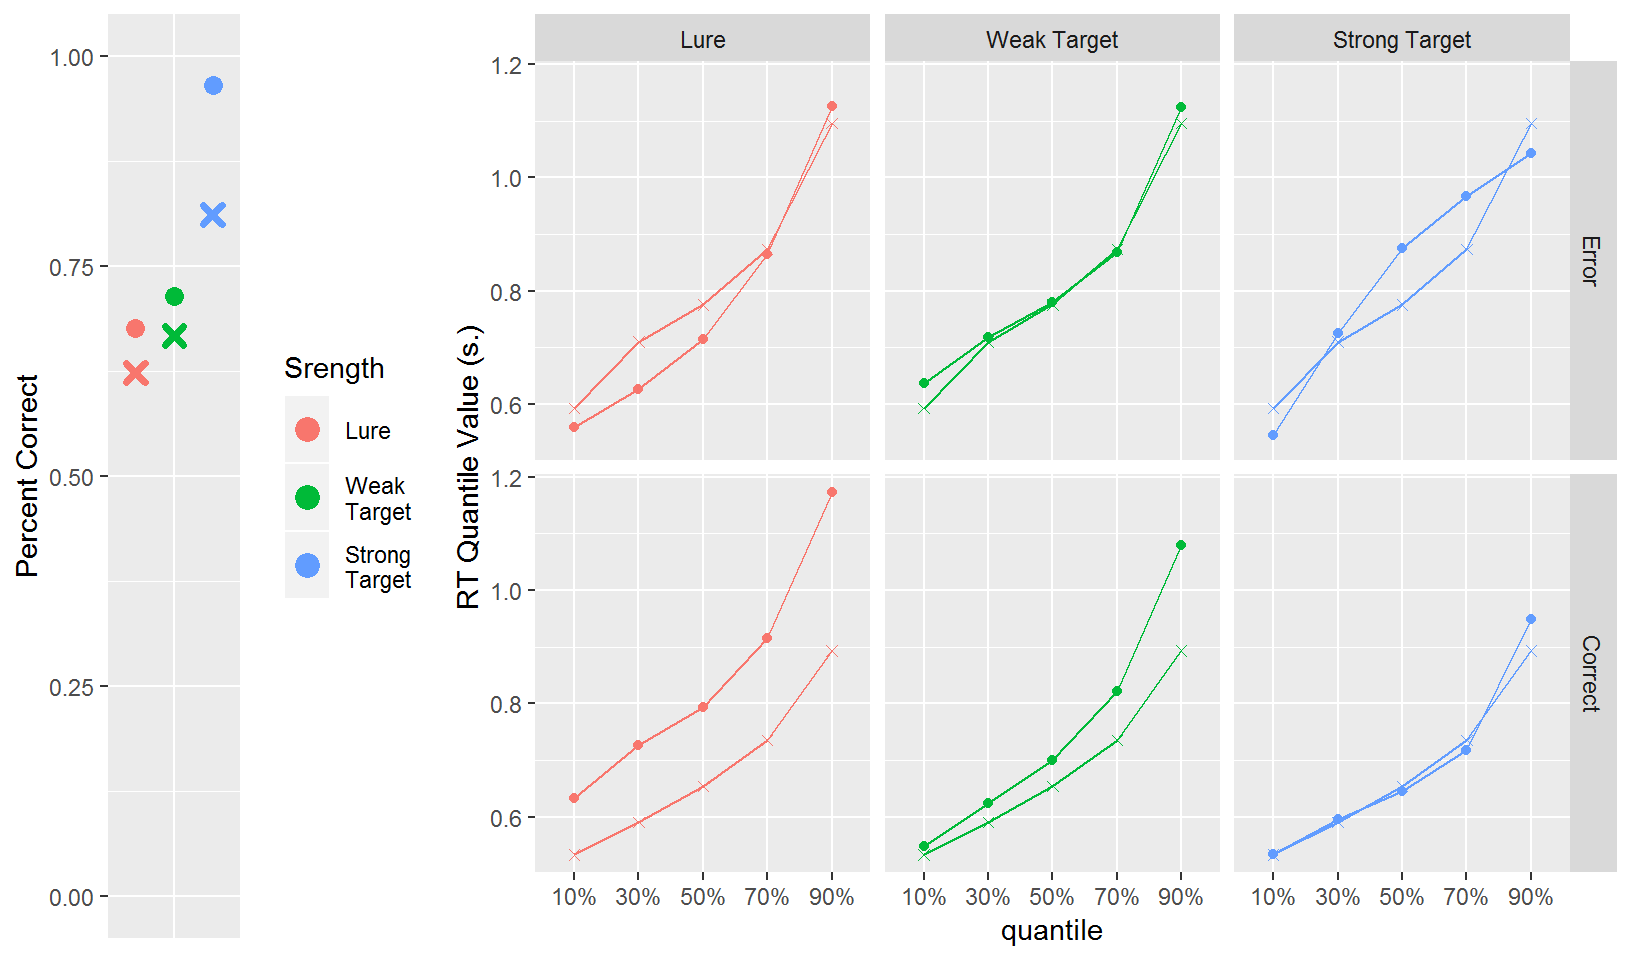 Percent Correct
1.00
0.75
0.50
0.25
0.00
Srength
Lure
Weak
Target
Strong
Target
RT Quantile Value (s.)
Lure
Weak Target
Strong Target
1.2
1.0
0.8
0.6
Error
1.2
1.0
0.8
0.6
Correct
10% 30% 50% 70% 90%
10% 30% 50% 70% 90%
10% 30% 50% 70% 90%
quantile